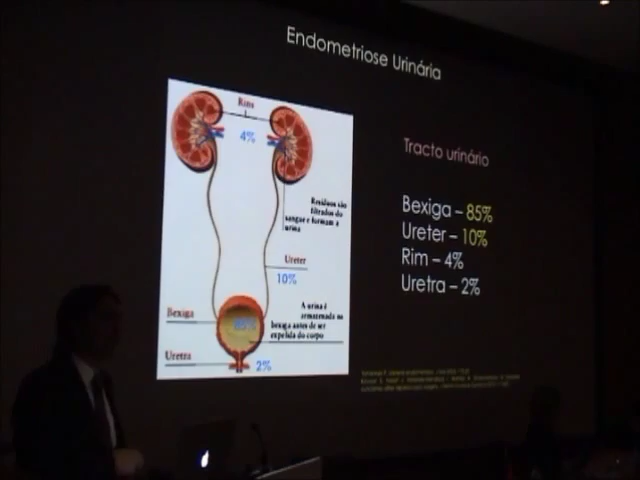 Endometriose Urinária
Rins
4%
Tracto urinário
Resíduos são
filtrados do
sangue e formam a
urina
Bexiga – 85%
Ureter – 10%
Rim – 4%
Uretra – 2%
Ureter
10%
A urina é
armazenada na
bexiga antes de ser
expelida do corpo
Bexiga
85%
Uretra
2%